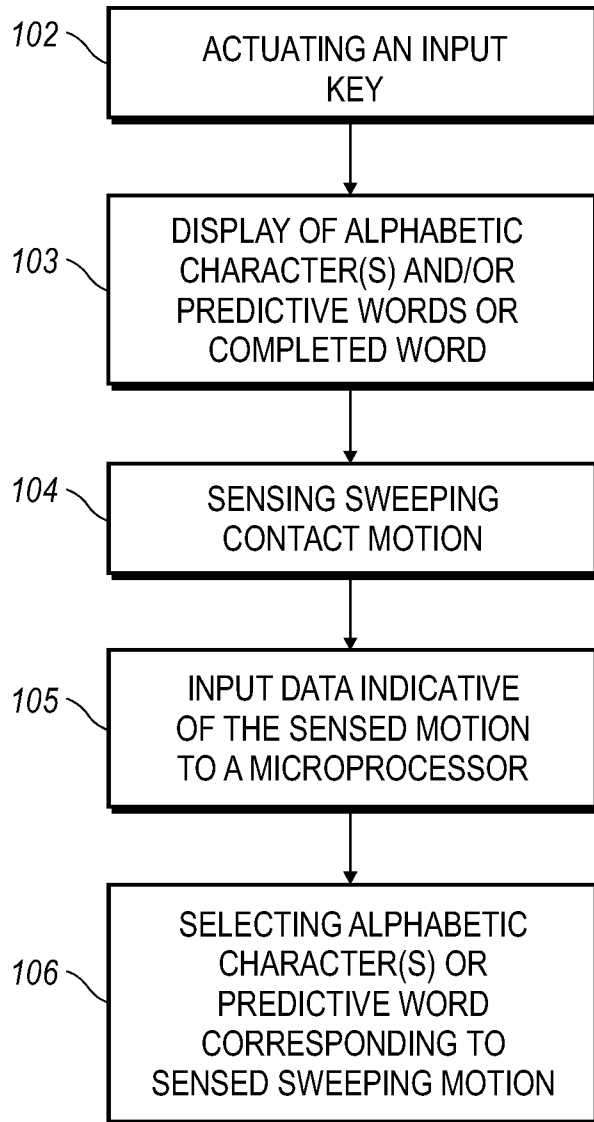 102
ACTUATING AN INPUT
KEY
103
DISPLAY OF ALPHABETIC
CHARACTER(S) AND/OR
PREDICTIVE WORDS OR
COMPLETED WORD
104
SENSING SWEEPING
CONTACT MOTION
105
INPUT DATA INDICATIVE
OF THE SENSED MOTION
TO A MICROPROCESSOR
106
SELECTING ALPHABETIC
CHARACTER(S) OR
PREDICTIVE WORD
CORRESPONDING TO
SENSED SWEEPING MOTION